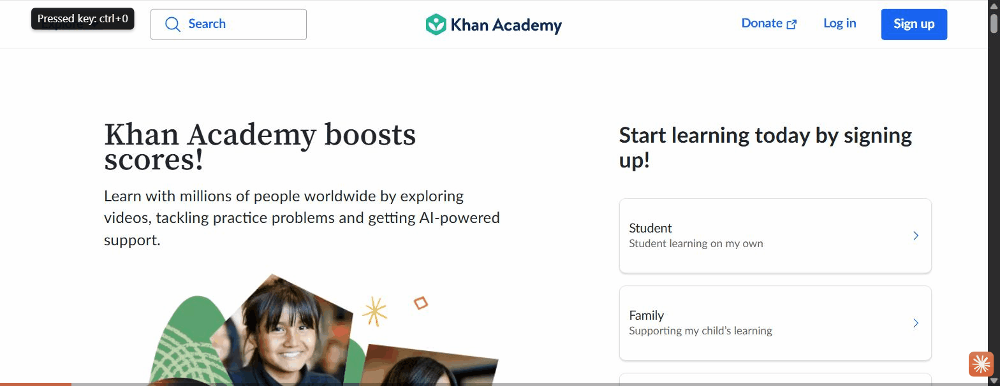 Pressed key: ctrl+0
Search
Khan Academy
Donate
Log in
Sign up
Khan Academy boosts
scores!
Learn with millions of people worldwide by exploring
videos, tackling practice problems and getting AI-powered
support.
Start learning today by signing
up!
Student
Student learning on my own
Family
Supporting my child’s learning